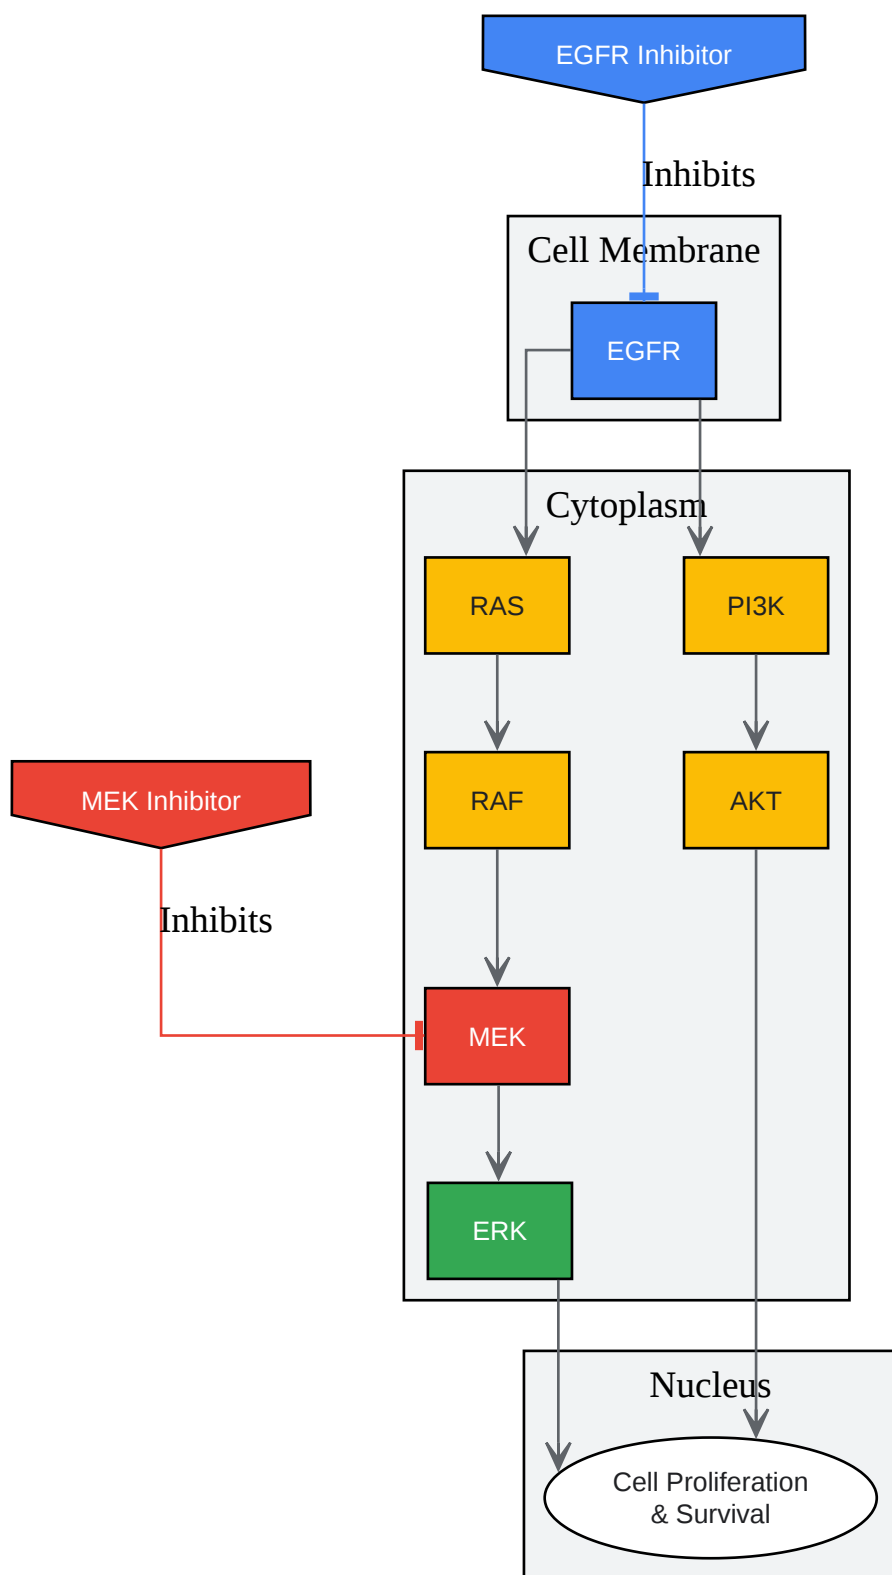 EGFR Inhibitor
Inhibits
Cell Membrane
EGFR
Cytoplasm
RAS
PI3K
MEK Inhibitor
RAF
AKT
Inhibits
MEK
ERK
Nucleus
Cell Proliferation
& Survival